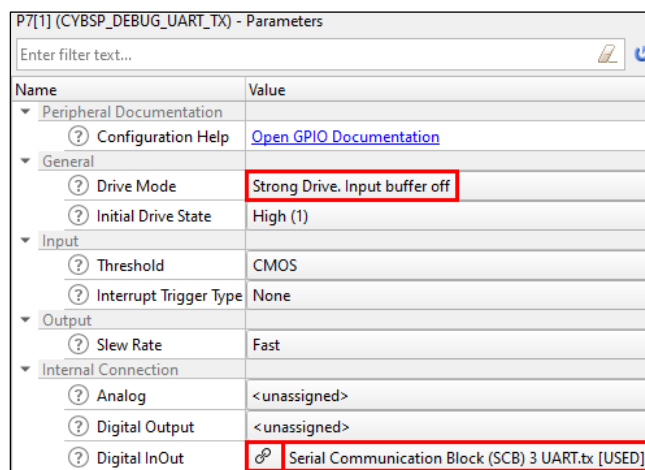 P7[1] (CYBSP_DEBUG_UART_TX) - Parameters
Enter filter text...
Name Value
Peripheral Documentation
? Configuration Help Open GPIO Documentation
General
? Drive Mode Strong Drive. Input buffer off
? Initial Drive State High (1)
Input
? Threshold CMOS
? Interrupt Trigger Type None
Output
? Slew Rate Fast
Internal Connection
? Analog <unassigned>
? Digital Output <unassigned>
? Digital InOut Serial Communication Block (SCB) 3 UART.tx [USED]